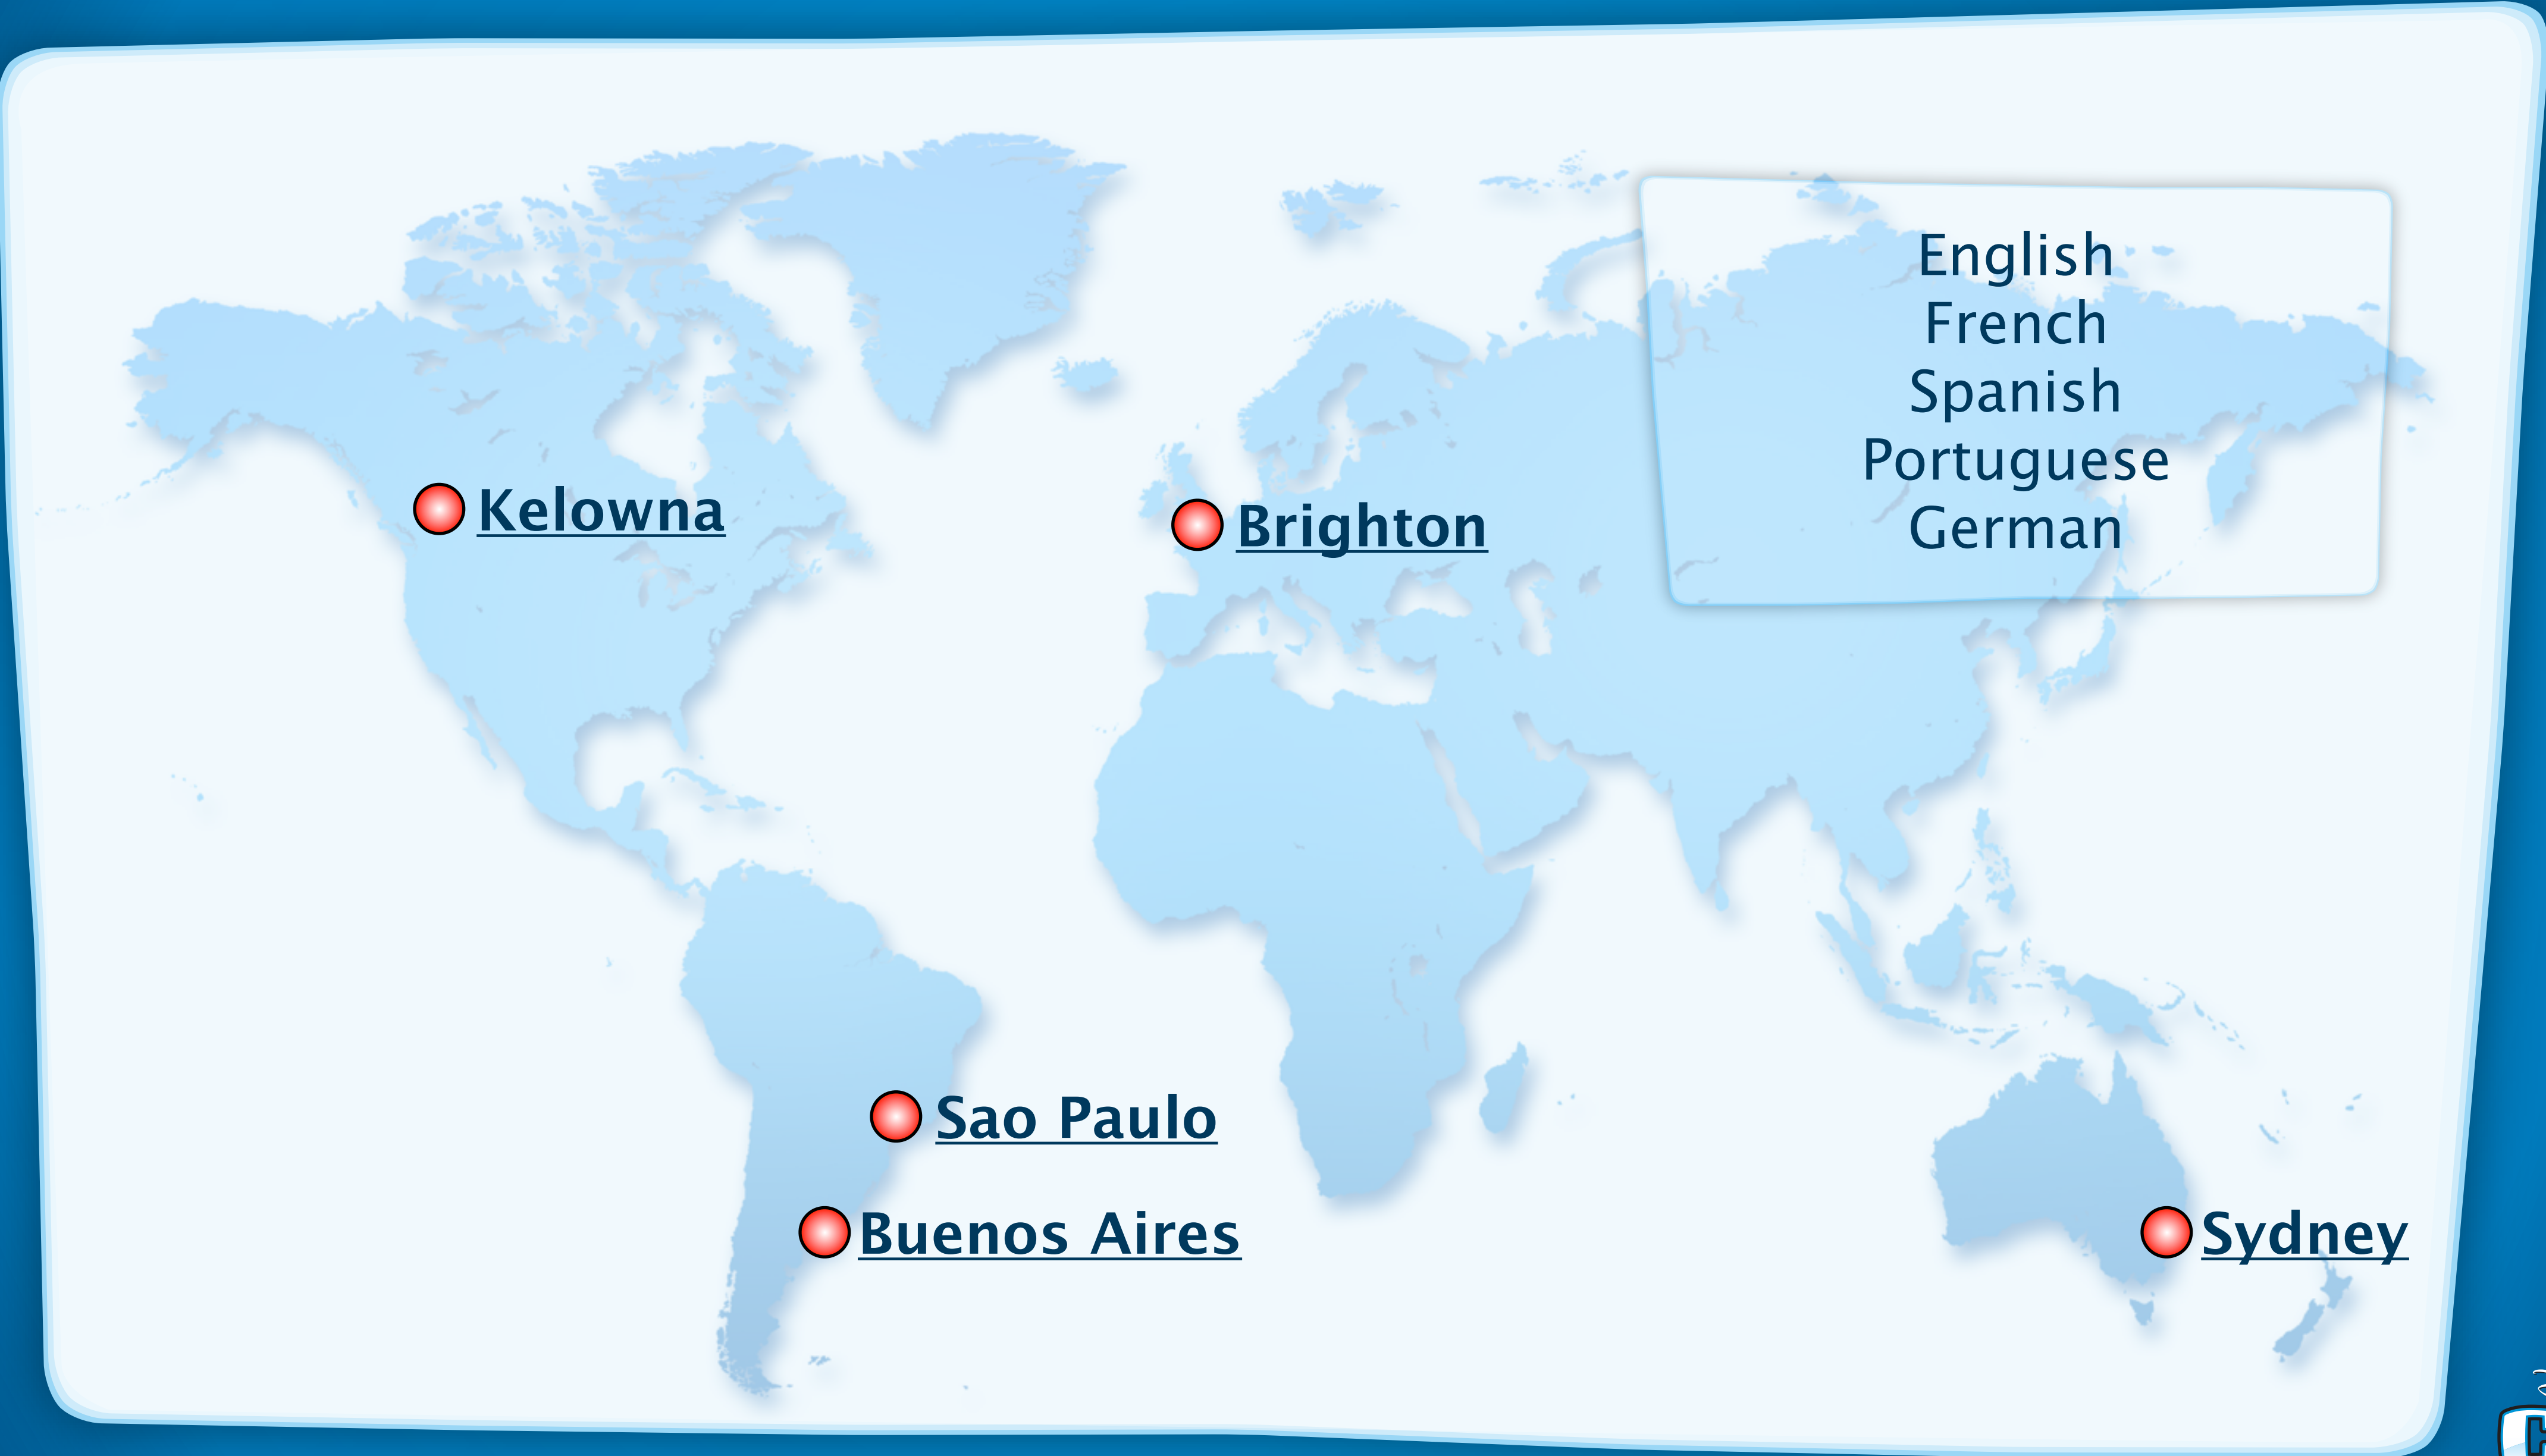 English
French
Spanish
Portuguese
German
Kelowna
Brighton
Sao Paulo
Buenos Aires
Sydney